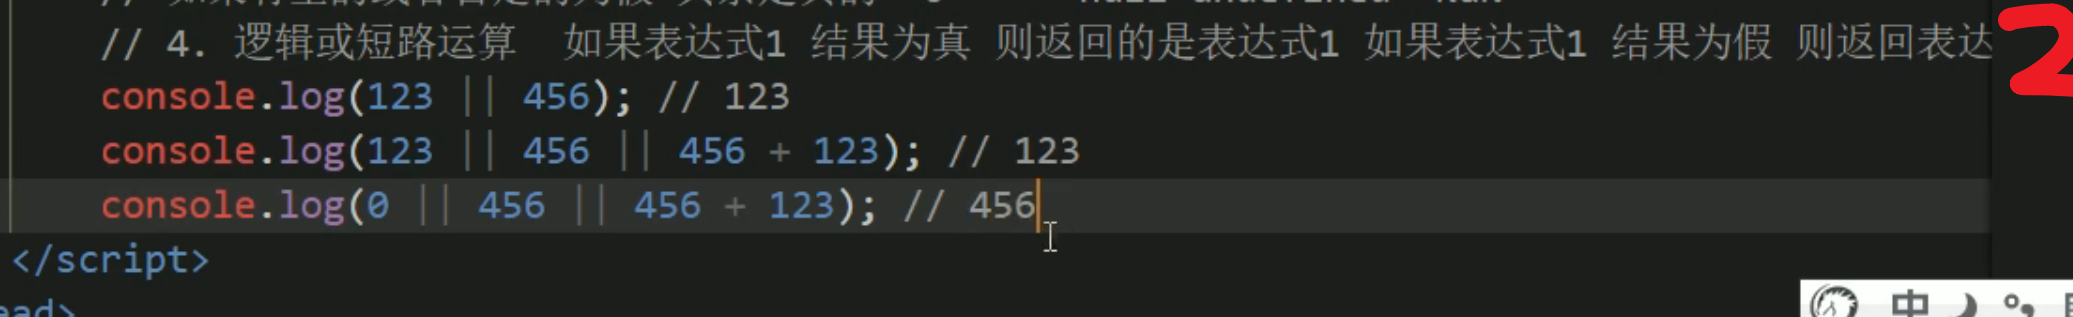 // 4. 逻辑或短路运算  如果表达式1 结果为真 则返回的是表达式1 如果表达式1 结果为假 则返回表达
2
console.log(123 || 456); // 123
console.log(123 || 456 || 456 + 123); // 123
console.log(0 || 456 || 456 + 123); // 456
</script>
ead>
中